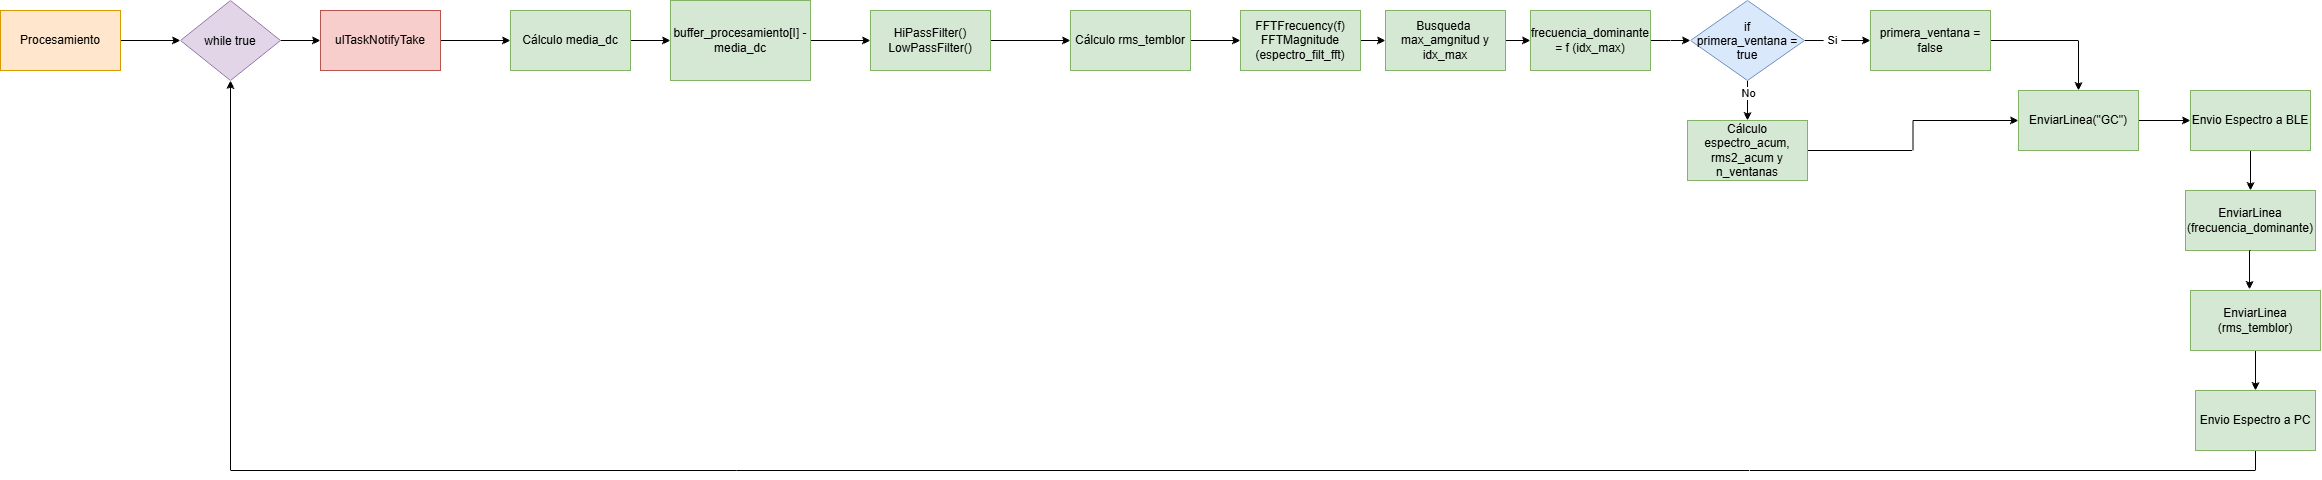 Procesamiento
while true
ulTaskNotifyTake
Cálculo media_dc
buffer_procesamiento[I] -
media_dc
HiPassFilter()
LowPassFilter()
Cálculo rms_temblor
FFTFrecuency(f)
FFTMagnitude
(espectro_filt_fft)
Busqueda
max_amgnitud y
idx_max
frecuencia_dominante
= f (idx_max)
if
primera_ventana =
true
Si
primera_ventana =
false
No
Cálculo
espectro_acum,
rms2_acum y
n_ventanas
EnviarLinea("GC")
Envio Espectro a BLE
EnviarLinea
(frecuencia_dominante)
EnviarLinea
(rms_temblor)
Envio Espectro a PC